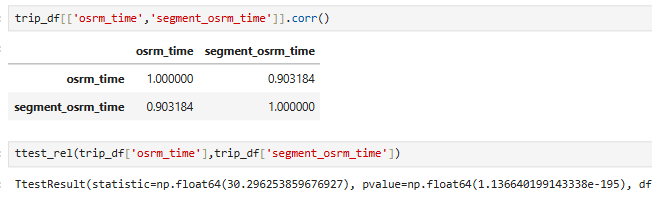 trip_df[['osrm_time','segment_osrm_time']].corr()
osrm_time segment_osrm_time
osrm_time 1.000000 0.903184
segment_osrm_time 0.903184 1.000000
ttest_rel(trip_df['osrm_time'],trip_df['segment_osrm_time'])
TtestResult(statistic=np.float64(30.296253859676927), pvalue=np.float64(1.136640199143338e-195), df